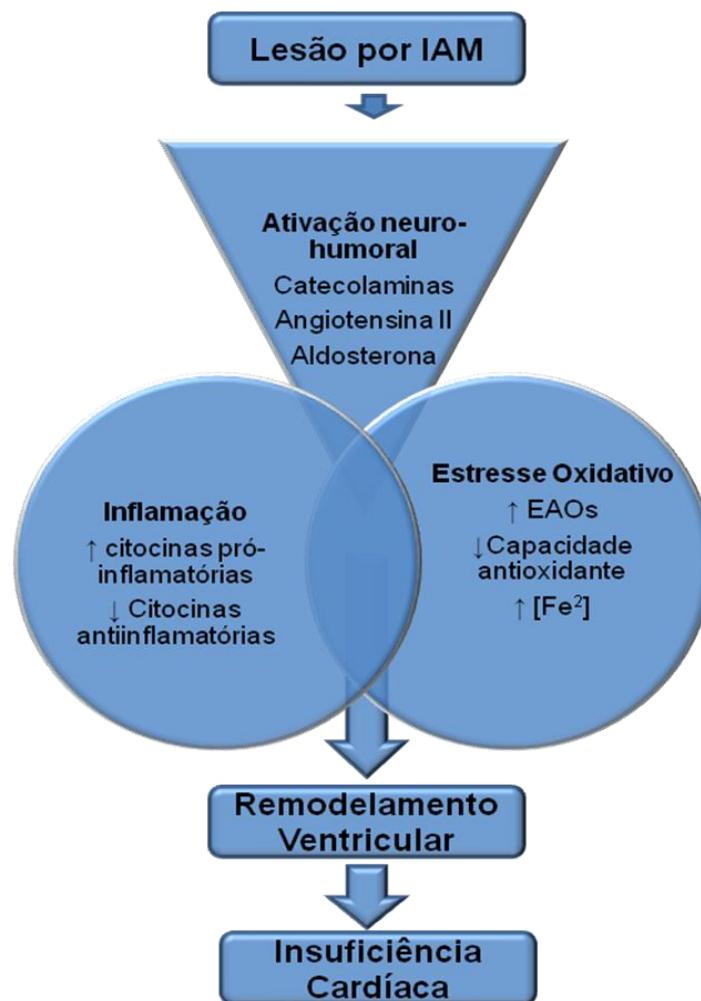 Lesão por IAM
Ativação neuro-
humoral
Catecolaminas
Angiotensina II
Aldosterona
Inflamação
↑ citocinas pró-
inflamatórias
↓ Citocinas
antiinflamatórias
Estresse Oxidativo
↑ EAOs
↓Capacidade
antioxidante
↑ [Fe²]
Remodelamento
Ventricular
Insuficiência
Cardíaca